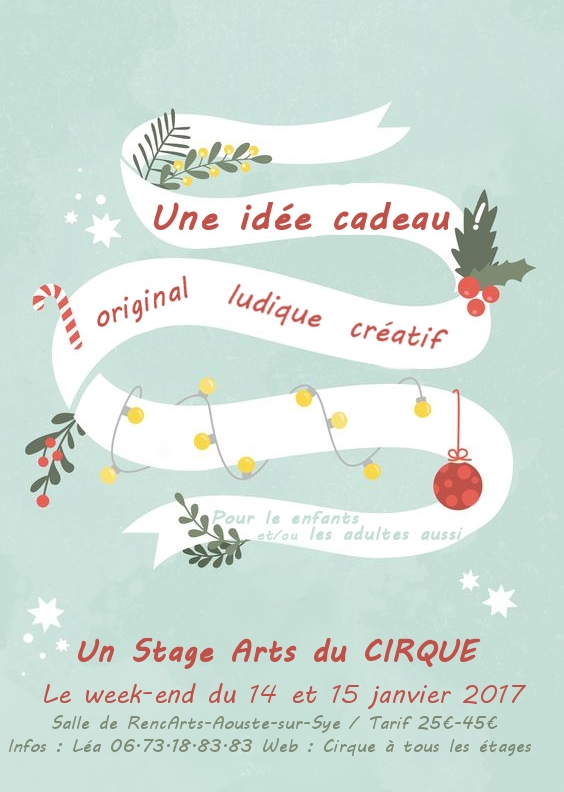 Une idée cadeau !
original ludique créatif
Pour le enfants
et/ou les adultes aussi
Un Stage Arts du CIRQUE
Le week-end du 14 et 15 janvier 2017
Salle de RencArts-Aouste-sur-Sye / Tarif 25€-45€
Infos : Léa 06·73·18·83·83 Web : Cirque à tous les étages